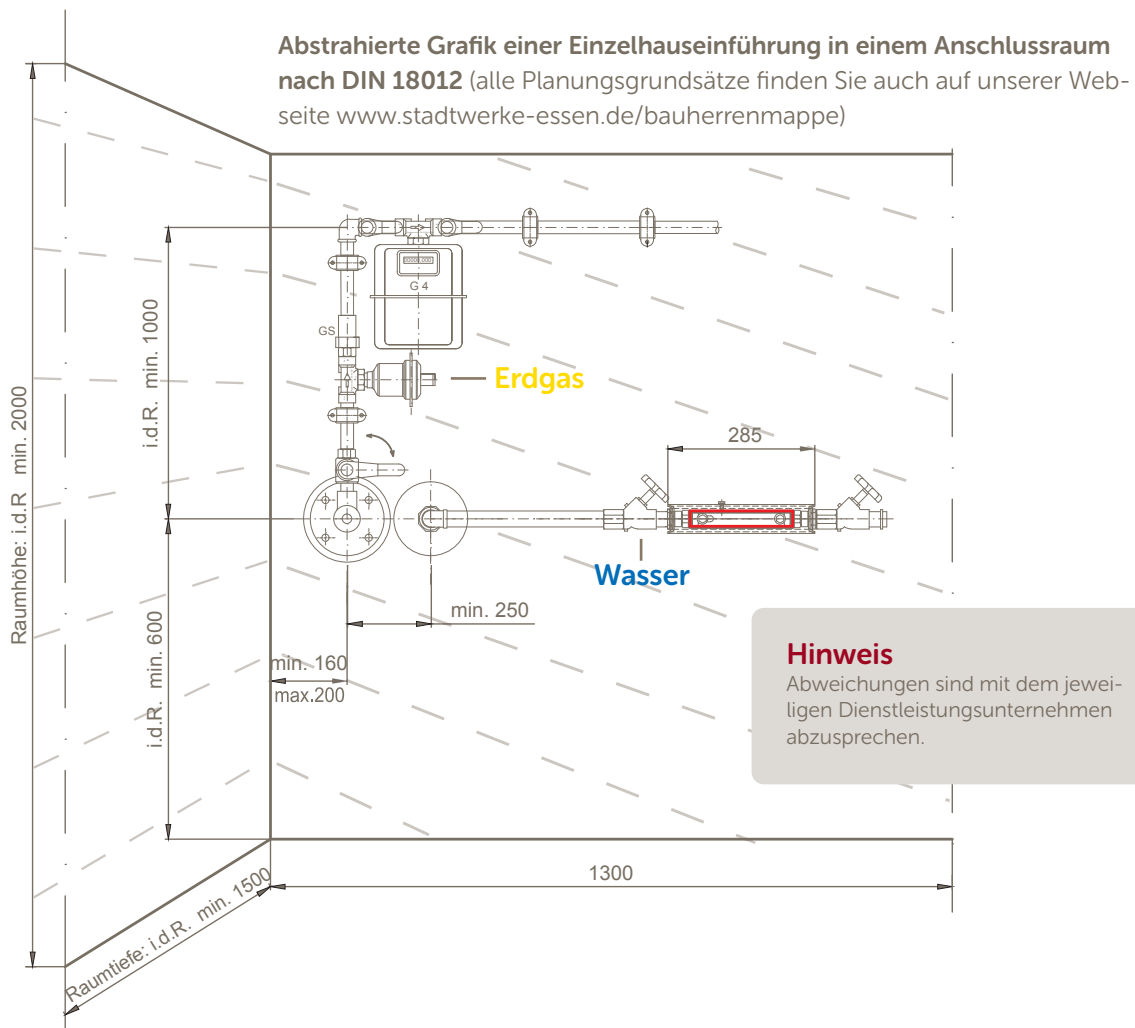 Abstrahierte Grafik einer Einzelhauseinführung in einem Anschlussraum
nach DIN 18012 (alle Planungsgrundsätze finden Sie auch auf unserer Web-
seite www.stadtwerke-essen.de/bauherrenmappe)
Raumhöhe: i.d.R min. 2000
i.d.R. min. 1000
G 4
GS
Erdgas
285
Wasser
i.d.R. min. 600
min. 250
min. 160
max.200
Hinweis
Abweichungen sind mit dem jewei-
ligen Dienstleistungsunternehmen
abzusprechen.
1300
Raumtiefe: i.d.R. min. 1500